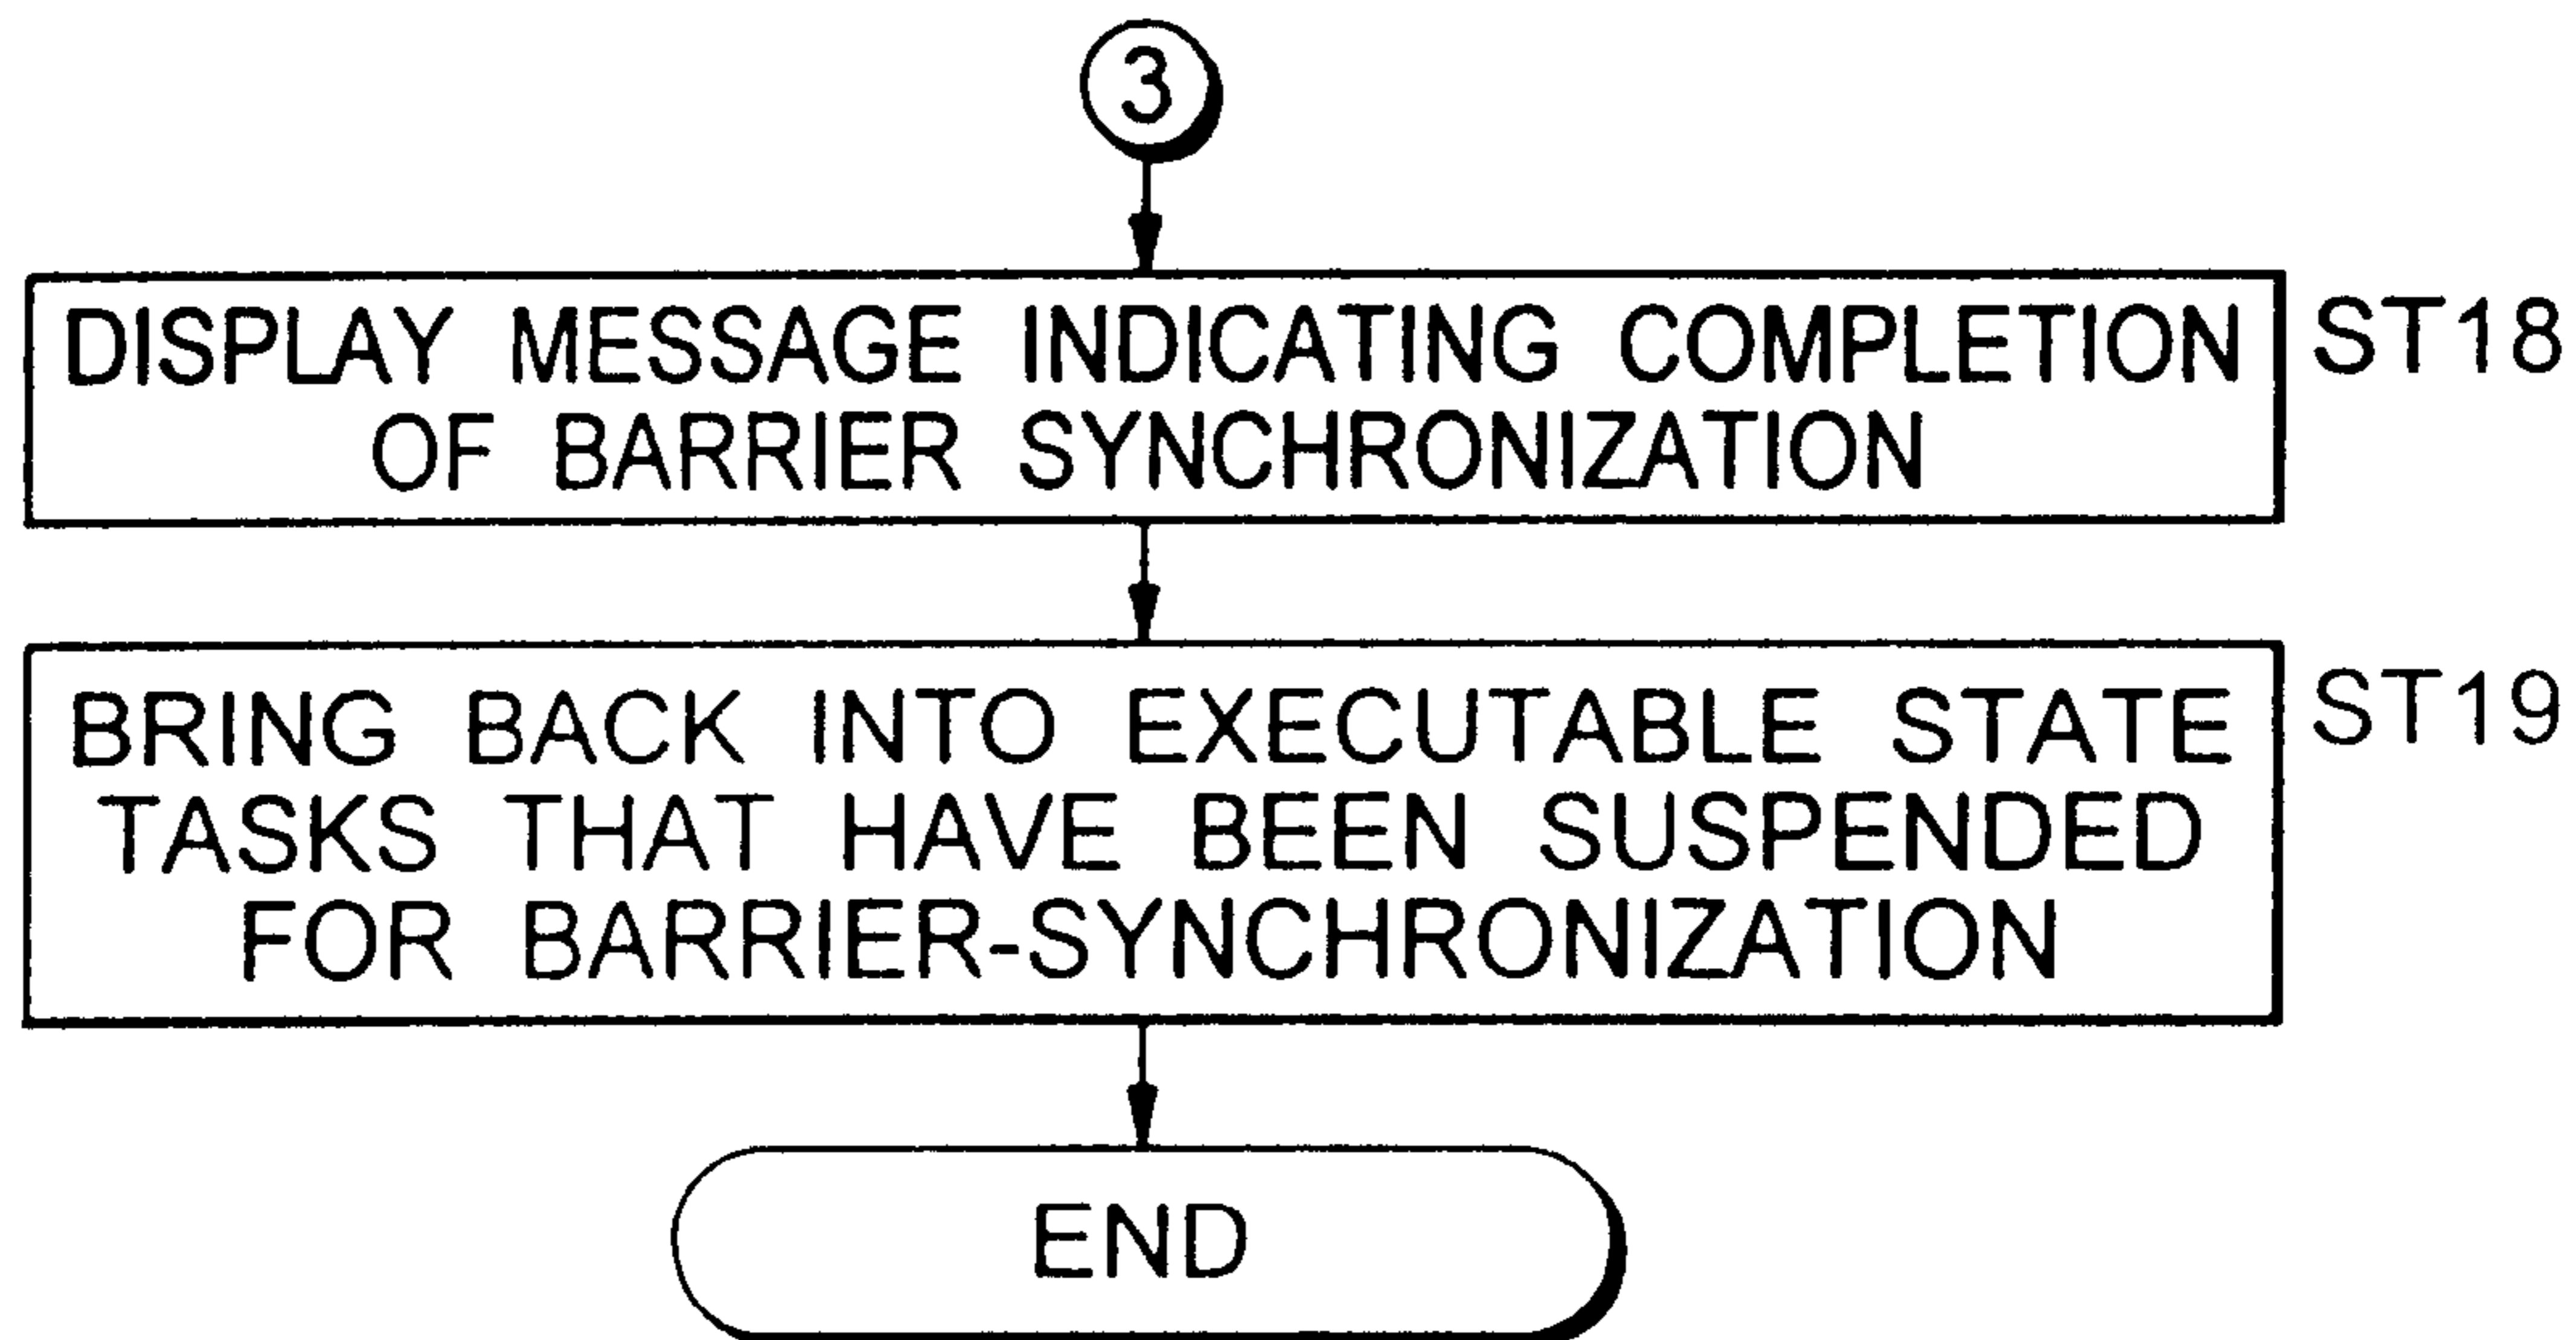 3
DISPLAY MESSAGE INDICATING COMPLETION
OF BARRIER SYNCHRONIZATION
ST18
BRING BACK INTO EXECUTABLE STATE
TASKS THAT HAVE BEEN SUSPENDED
FOR BARRIER-SYNCHRONIZATION
ST19
END